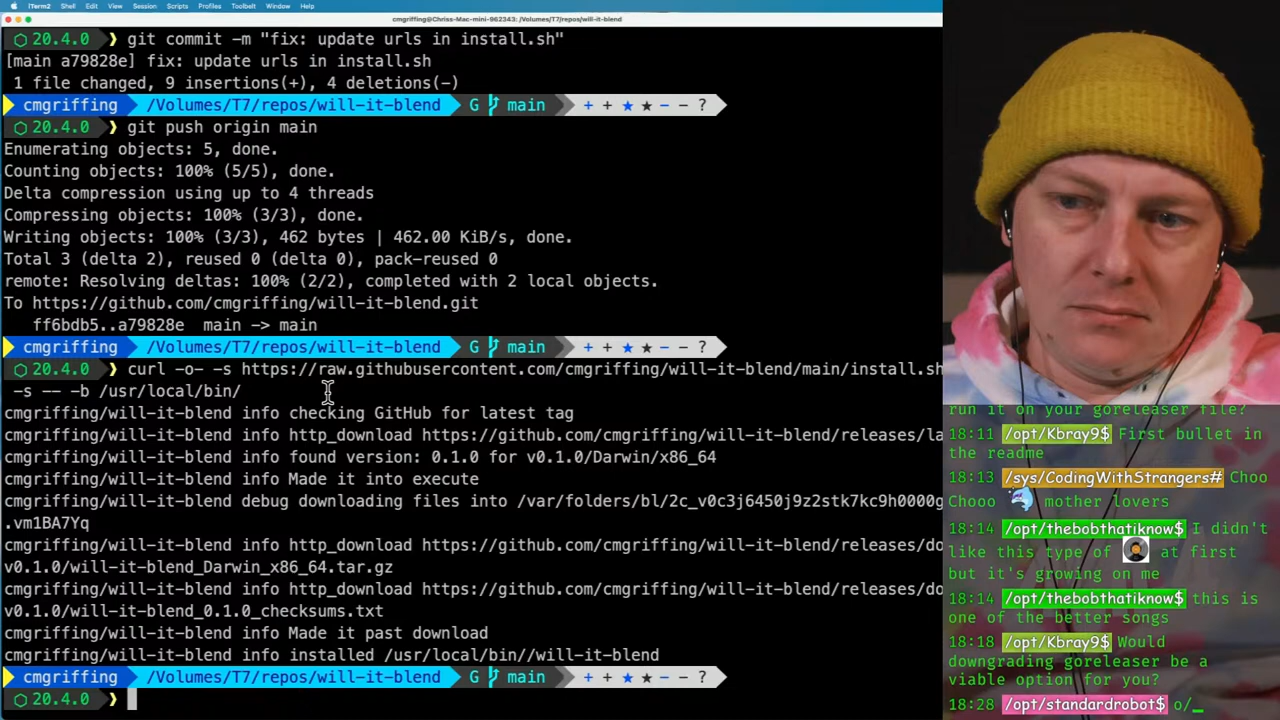 iTerm2 Shell Edit View Session Scripts Profiles Toolbelt Window Help
cmgriffing@Chriss-Mac-mini-962343: /Volumes/T7/repos/will-it-blend
20.4.0 ❯ git commit -m "fix: update urls in install.sh"
[main a79828e] fix: update urls in install.sh
1 file changed, 9 insertions(+), 4 deletions(-)
cmgriffing /Volumes/T7/repos/will-it-blend G main + + ★ ★ − − ?
20.4.0 ❯ git push origin main
Enumerating objects: 5, done.
Counting objects: 100% (5/5), done.
Delta compression using up to 4 threads
Compressing objects: 100% (3/3), done.
Writing objects: 100% (3/3), 462 bytes | 462.00 KiB/s, done.
Total 3 (delta 2), reused 0 (delta 0), pack-reused 0
remote: Resolving deltas: 100% (2/2), completed with 2 local objects.
To https://github.com/cmgriffing/will-it-blend.git
ff6bdb5..a79828e main -> main
cmgriffing /Volumes/T7/repos/will-it-blend G main + + ★ ★ − − ?
20.4.0 ❯ curl -o- -s https://raw.githubusercontent.com/cmgriffing/will-it-blend/main/install.sh
-s -- -b /usr/local/bin/
cmgriffing/will-it-blend info checking GitHub for latest tag
cmgriffing/will-it-blend info http_download https://github.com/cmgriffing/will-it-blend/releases/la
cmgriffing/will-it-blend info found version: 0.1.0 for v0.1.0/Darwin/x86_64
cmgriffing/will-it-blend info Made it into execute
cmgriffing/will-it-blend debug downloading files into /var/folders/bl/2c_v0c3j6450j9z2stk7kc9h0000g
.vm1BA7Yq
cmgriffing/will-it-blend info http_download https://github.com/cmgriffing/will-it-blend/releases/do
v0.1.0/will-it-blend_Darwin_x86_64.tar.gz
cmgriffing/will-it-blend info http_download https://github.com/cmgriffing/will-it-blend/releases/do
v0.1.0/will-it-blend_0.1.0_checksums.txt
cmgriffing/will-it-blend info Made it past download
cmgriffing/will-it-blend info installed /usr/local/bin//will-it-blend
cmgriffing /Volumes/T7/repos/will-it-blend G main + + ★ ★ − − ?
20.4.0 ❯
run it on your goreleaser file?
18:11 /opt/Kbray9$ First bullet in
the readme
18:13 /sys/CodingWithStrangers# Choo
Chooo mother lovers
18:14 /opt/thebobthatiknow$ I didn't
like this type of at first
but it's growing on me
18:14 /opt/thebobthatiknow$ this is
one of the better songs
18:18 /opt/Kbray9$ Would
downgrading goreleaser be a
viable option for you?
18:28 /opt/standardrobot$ o/_